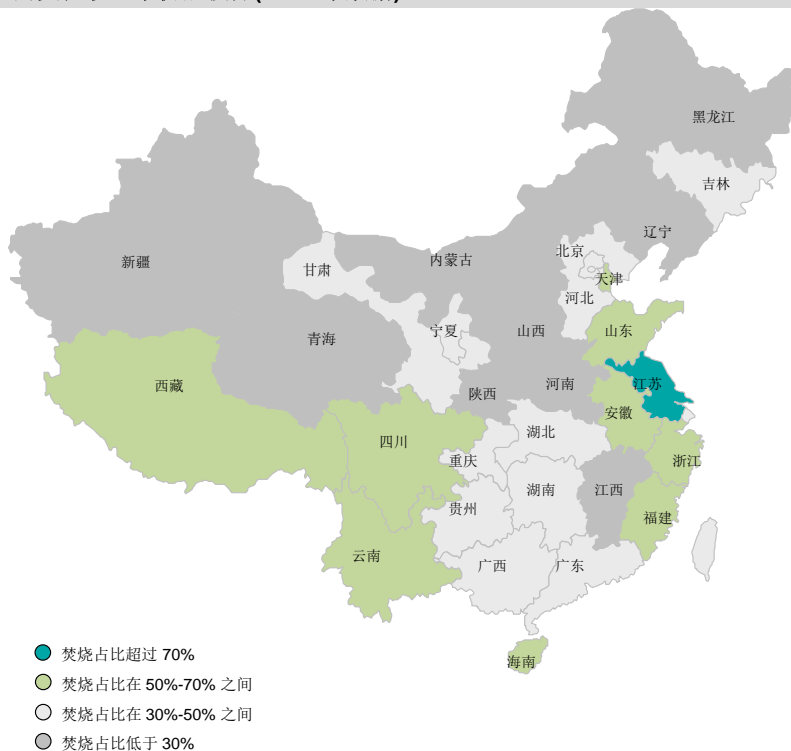 黑龙江
吉林
辽宁
北京
内蒙古
新疆
甘肃
天津
河北
宁夏
山西
山东
青海
西藏
陕西
河南
江苏
安徽
四川
湖北
重庆
浙江
湖南
江西
贵州
福建
云南
广西
广东
焚烧占比超过 70%
海南
焚烧占比在 50%-70% 之间
焚烧占比在 30%-50% 之间
焚烧占比低于 30%